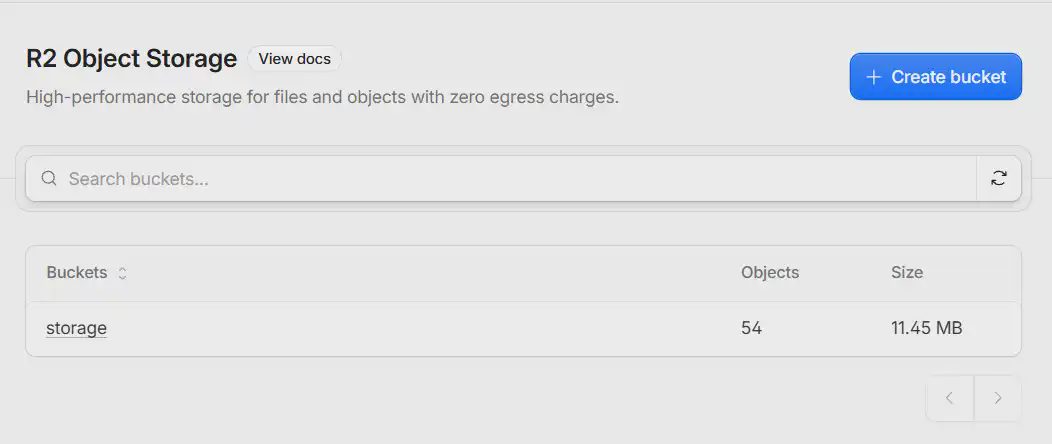 R2 Object Storage View docs
High-performance storage for files and objects with zero egress charges.
Create bucket
Search buckets...
Buckets Objects Size
storage 54 11.45 MB